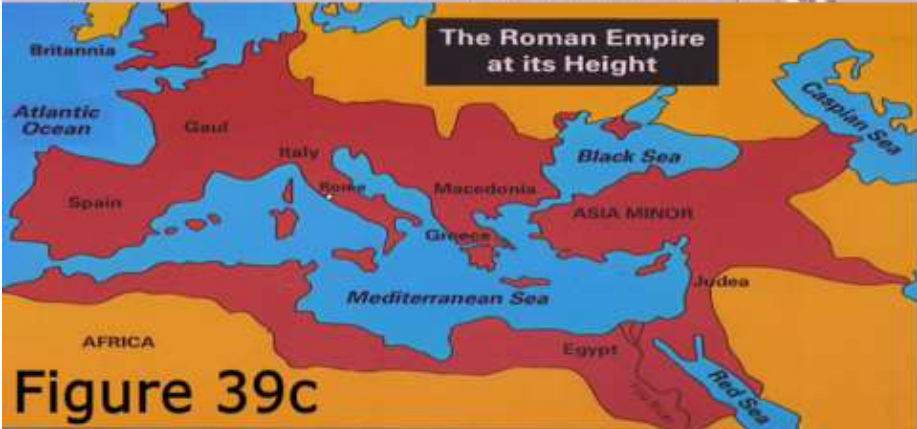 The Roman Empire
at its Height
Britannia
Atlantic
Ocean
Gaul
Italy
Rome
Spain
Macedonia
Greece
Black Sea
Caspian Sea
ASIA MINOR
Judea
Mediterranean Sea
AFRICA
Egypt
Red Sea
Figure 39c